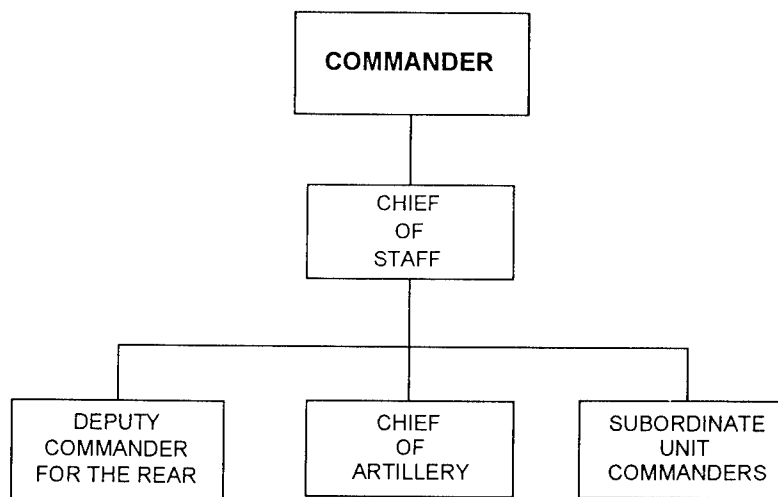 COMMANDER
CHIEF
OF
STAFF
DEPUTY
COMMANDER
FOR THE REAR
CHIEF
OF
ARTILLERY
SUBORDINATE
UNIT
COMMANDERS